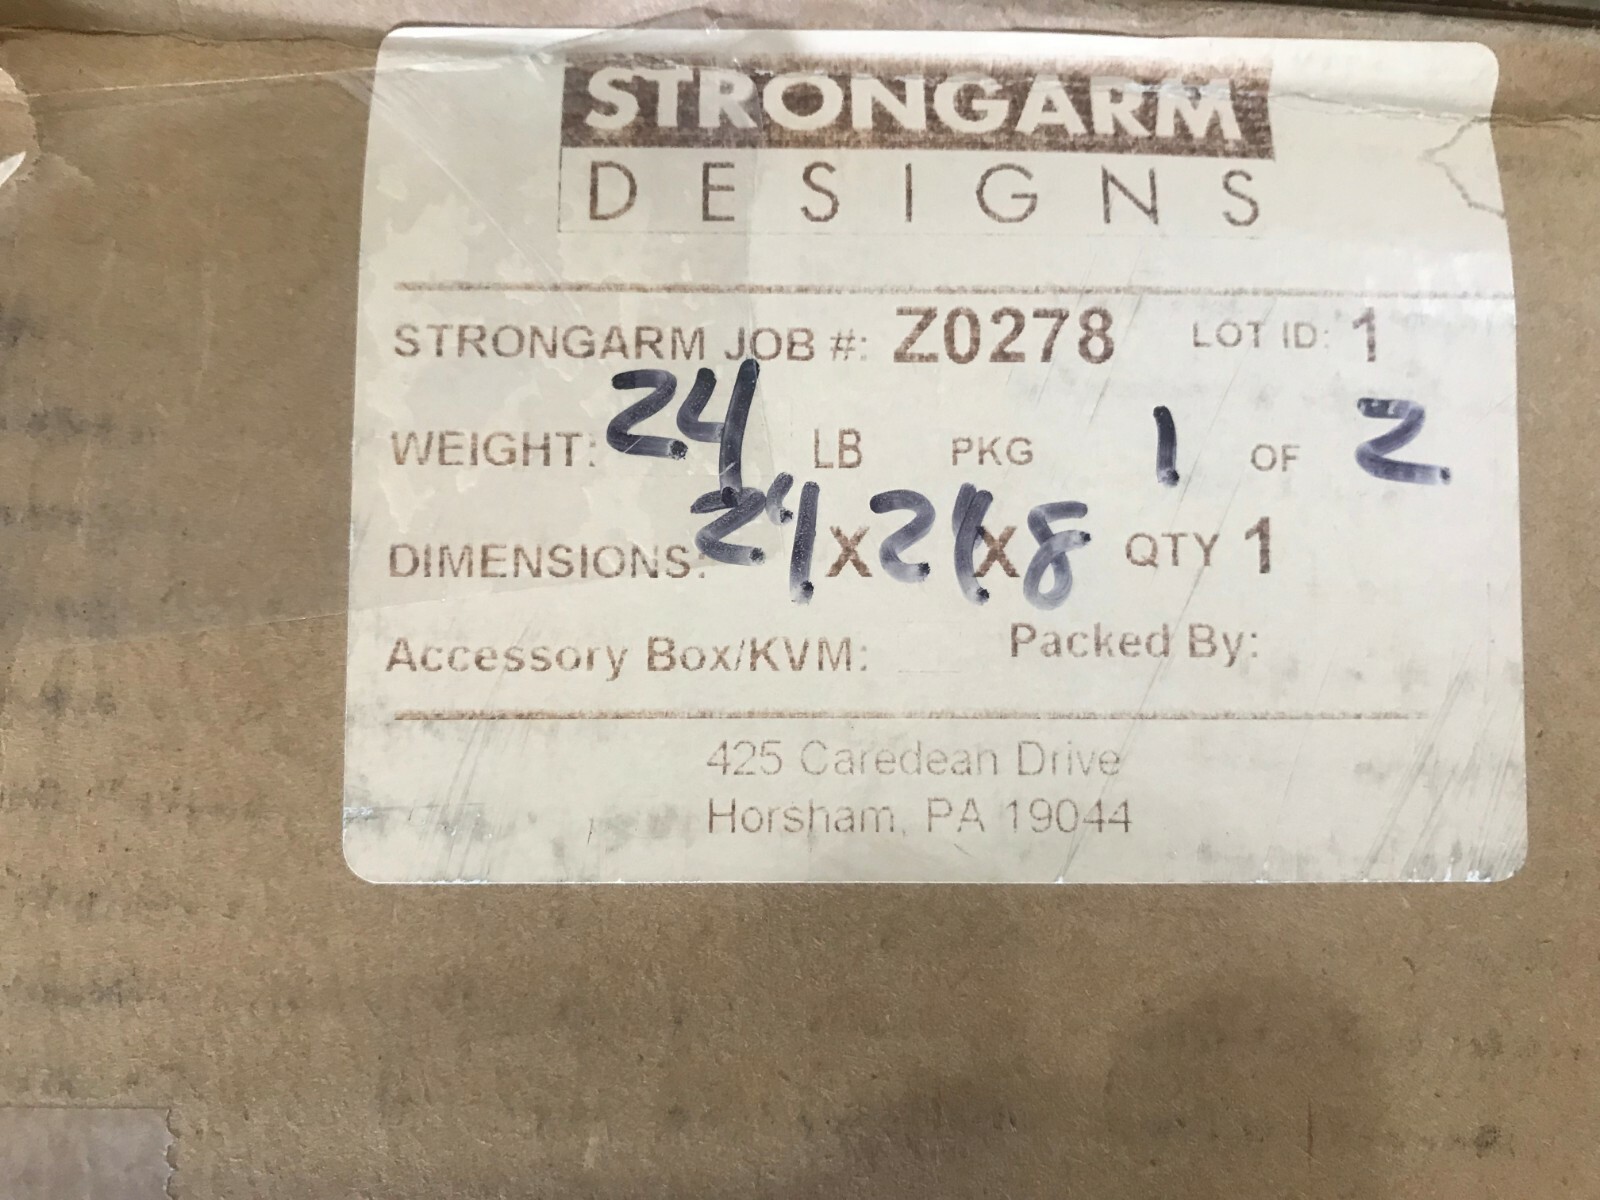 STRONGARM
DESIGNS
STRONGARM JOB #: Z0278 LOT ID: 1
WEIGHT: 24 LB PKG 1 OF 2
DIMENSIONS: 24 X 21 X 8 QTY 1
Accessory Box/KVM: Packed By:
425 Caredean Drive
Horsham, PA 19044